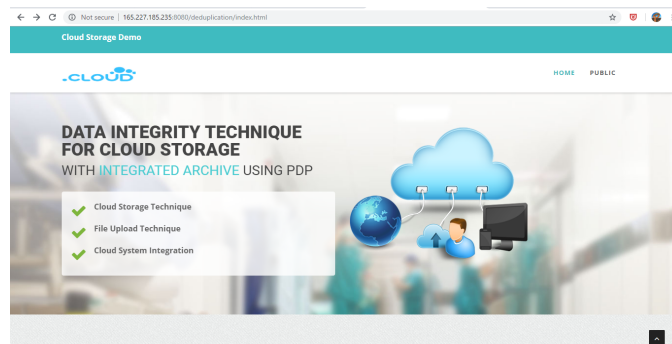 Not secure | 165.227.185.235:8080/deduplication/index.html
Cloud Storage Demo
.CLOUD
HOME PUBLIC
DATA INTEGRITY TECHNIQUE
FOR CLOUD STORAGE
WITH INTEGRATED ARCHIVE USING PDP
Cloud Storage Technique
File Upload Technique
Cloud System Integration